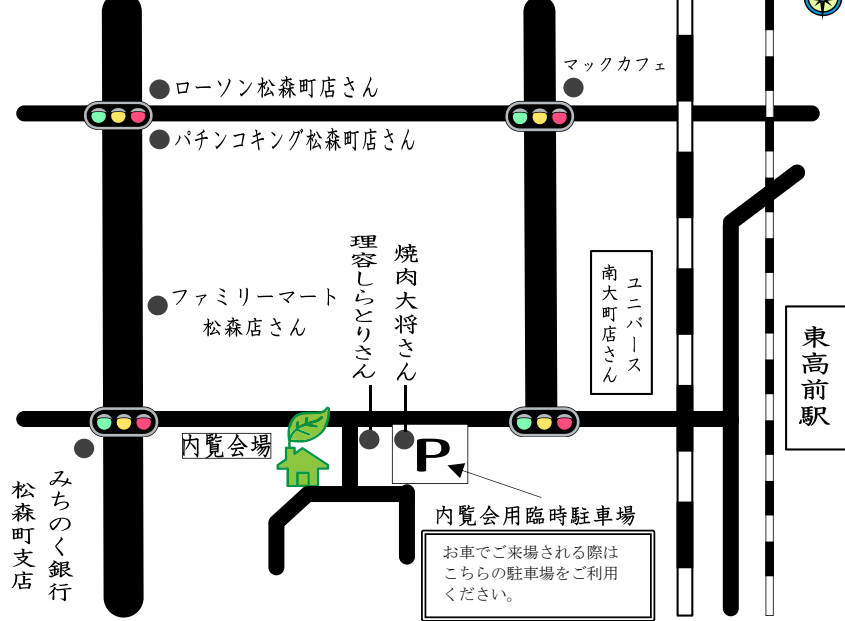 マックカフェ
ローソン松森町店さん
パチンコキング松森町店さん
理容しらとりさん
焼肉大将さん
ユニバース
南大町店さん
ファミリーマート
松森店さん
東高前駅
内覧会場
P
みちのく銀行
松森町支店
内覧会用臨時駐車場
お車でご来場される際は
こちらの駐車場をご利用
ください。